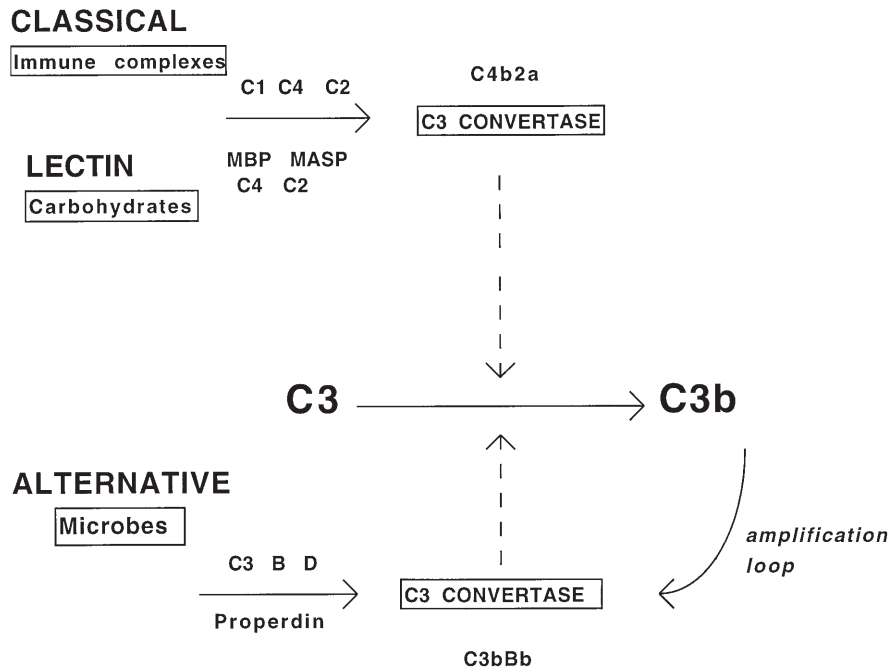 CLASSICAL
Immune complexes
C1 C4 C2
C4b2a
C3 CONVERTASE
LECTIN
Carbohydrates
MBP MASP
C4 C2
C3
C3b
ALTERNATIVE
Microbes
C3 B D
Properdin
C3 CONVERTASE
C3bBb
amplification
loop